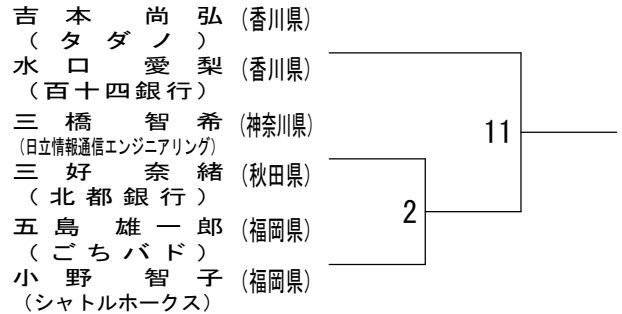 吉本 尚弘 (香川県)
(タダノ)
水口 愛梨 (香川県)
(百十四銀行)
三橋 智希 (神奈川県)
(日立情報通信エンジニアリング)
三好 奈緒 (秋田県)
(北都銀行)
五島 雄一郎 (福岡県)
(ごちバド)
小野 智子 (福岡県)
(シャトルホークス)
11
2